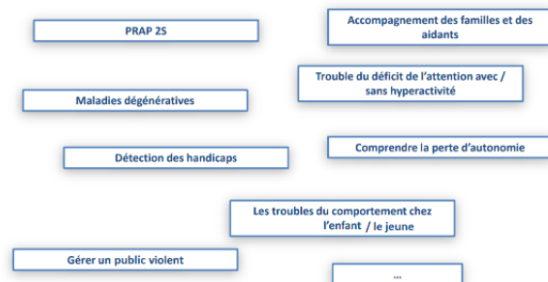 PRAP 2S
Accompagnement des familles et des
aidants
Trouble du déficit de l'attention avec /
sans hyperactivité
Maladies dégénératives
Détection des handicaps
Comprendre la perte d'autonomie
Les troubles du comportement chez
l'enfant / le jeune
Gérer un public violent
...